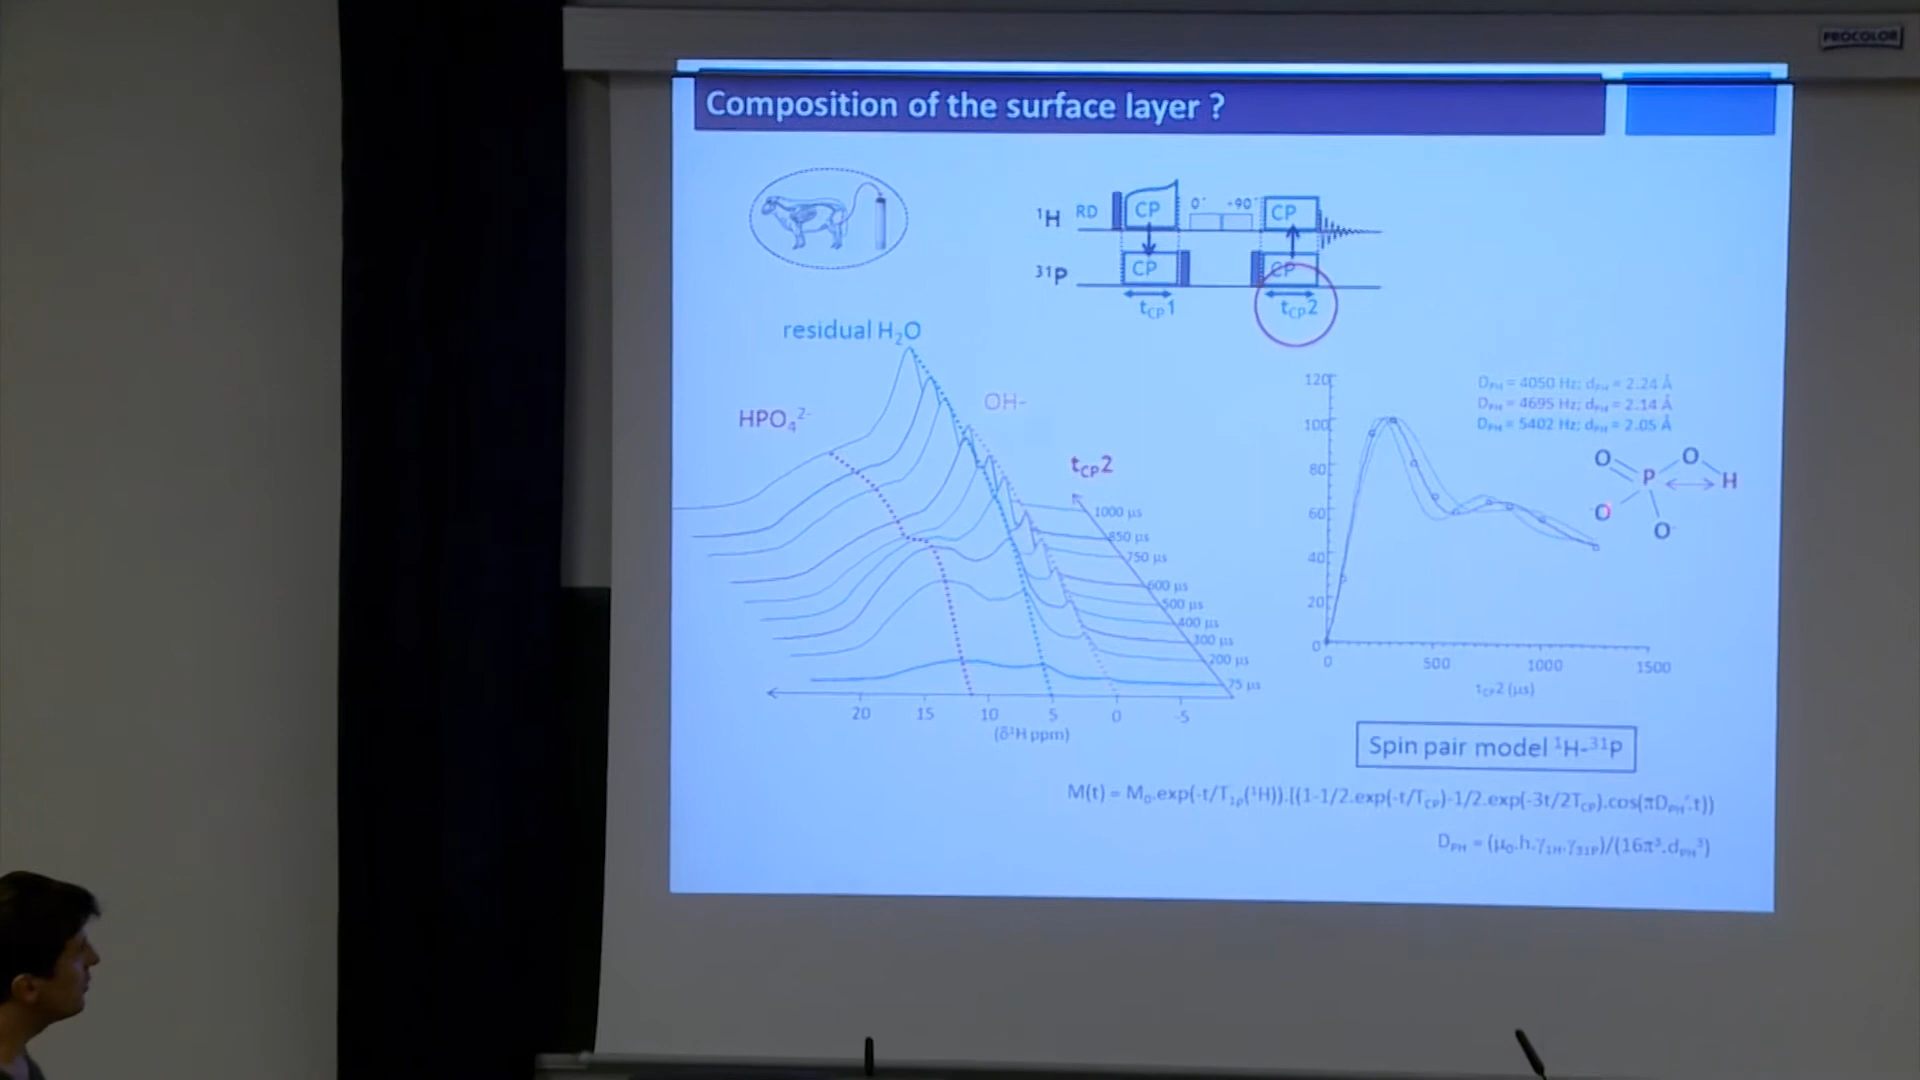 PROCOLOR
Composition of the surface layer ?
¹H RD CP 0° -90° CP
³¹P CP CP
t_CP1 t_CP2
residual H₂O
HPO₄²⁻
OH-
t_CP2
1000 µs
850 µs
750 µs
600 µs
500 µs
400 µs
300 µs
200 µs
75 µs
20 15 10 5 0 -5
(δ¹H ppm)
D_PH = 4050 Hz; d_PH = 2.24 Å
D_PH = 4695 Hz; d_PH = 2.14 Å
D_PH = 5402 Hz; d_PH = 2.05 Å
120
100
80
60
40
20
0
0 500 1000 1500
t_CP2 (µs)
O O
P H
O O
Spin pair model ¹H-³¹P
M(t) = M₀.exp(-t/T₁ρ(¹H)).[(1-1/2.exp(-t/T_CP)-1/2.exp(-3t/2T_CP).cos(πD_PH'.t))
D_PH = (µ₀.h.γ₁H.γ₃₁P)/(16π³.d_PH³)